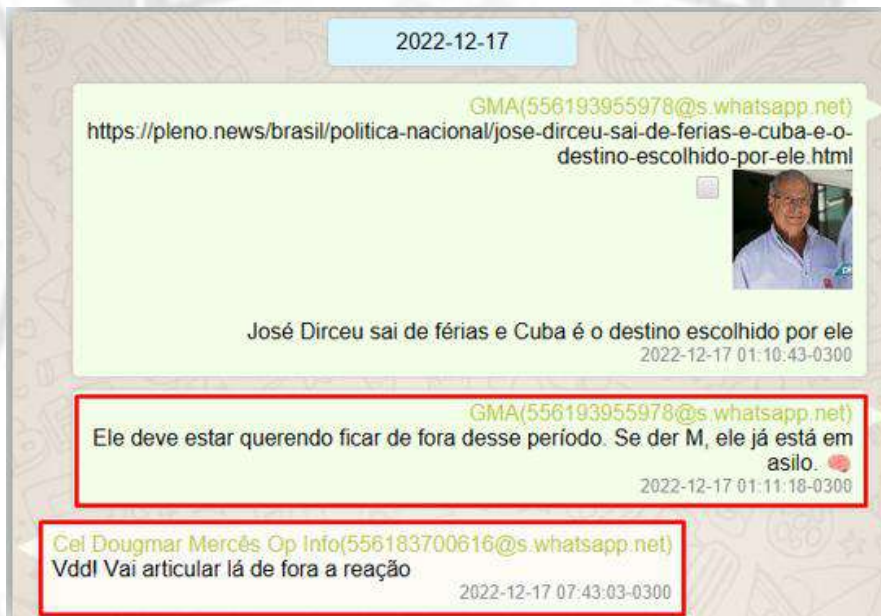 2022-12-17
GMA(556193955978@s.whatsapp.net)
https://pleno.news/brasil/politica-nacional/jose-dirceu-sai-de-ferias-e-cuba-e-o-
destino-escolhido-por-ele.html
José Dirceu sai de férias e Cuba é o destino escolhido por ele
2022-12-17 01:10:43-0300
GMA(556193955978@s.whatsapp.net)
Ele deve estar querendo ficar de fora desse período. Se der M, ele já está em
asilo. 🧠
2022-12-17 01:11:18-0300
Cel Dougmar Mercês Op Info(556183700616@s.whatsapp.net)
Vdd! Vai articular lá de fora a reação
2022-12-17 07:43:03-0300